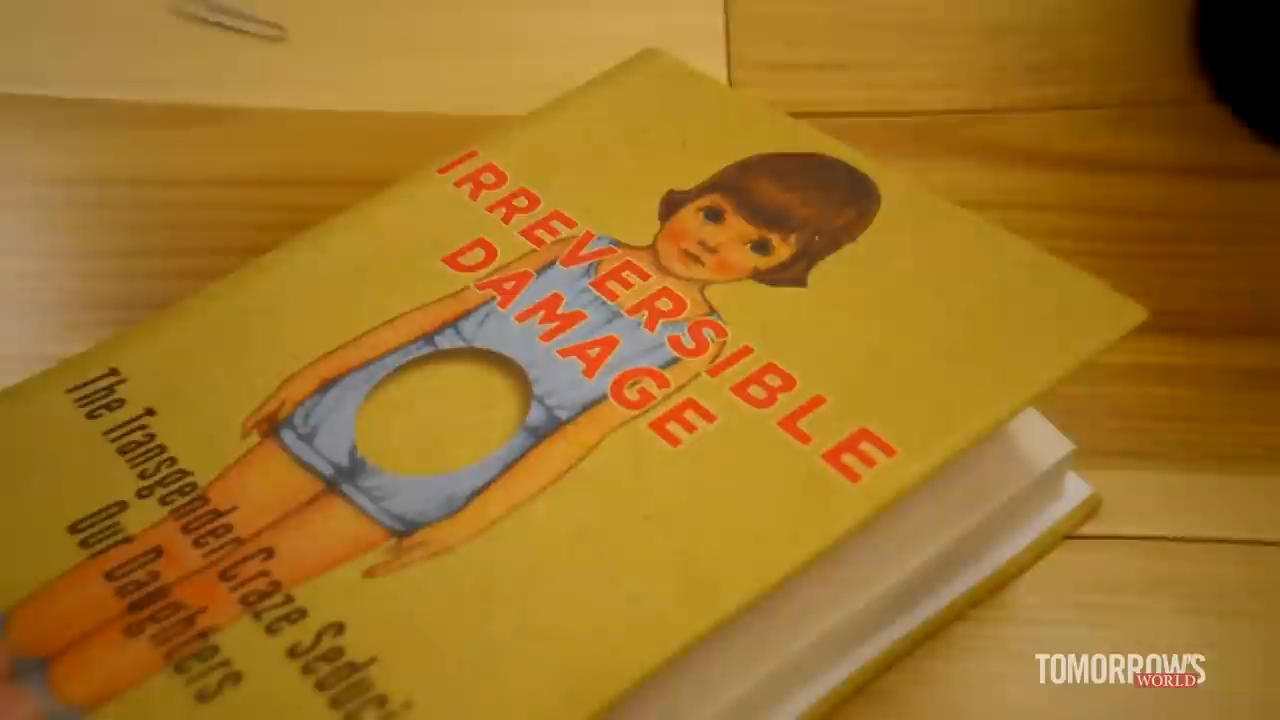 IRREVERSIBLE
DAMAGE
The Transgender Craze
Our Daughters
TOMORROW'S
WORLD